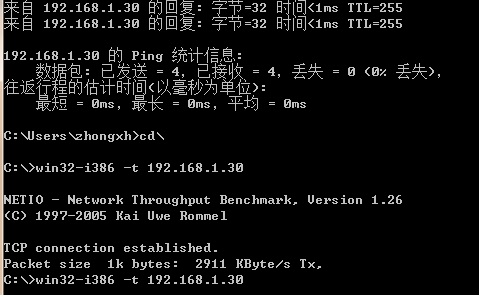 来自 192.168.1.30 的回复: 字节=32 时间<1ms TTL=255
来自 192.168.1.30 的回复: 字节=32 时间<1ms TTL=255
192.168.1.30 的 Ping 统计信息:
数据包: 已发送 = 4, 已接收 = 4, 丢失 = 0 (0% 丢失),
往返行程的估计时间(以毫秒为单位):
最短 = 0ms, 最长 = 0ms, 平均 = 0ms
C:\Users\zhongxh>cd\
C:\>win32-i386 -t 192.168.1.30
NETIO - Network Throughput Benchmark, Version 1.26
(C) 1997-2005 Kai Uwe Rommel
TCP connection established.
Packet size  1k bytes:  2911 KByte/s Tx,
C:\>win32-i386 -t 192.168.1.30